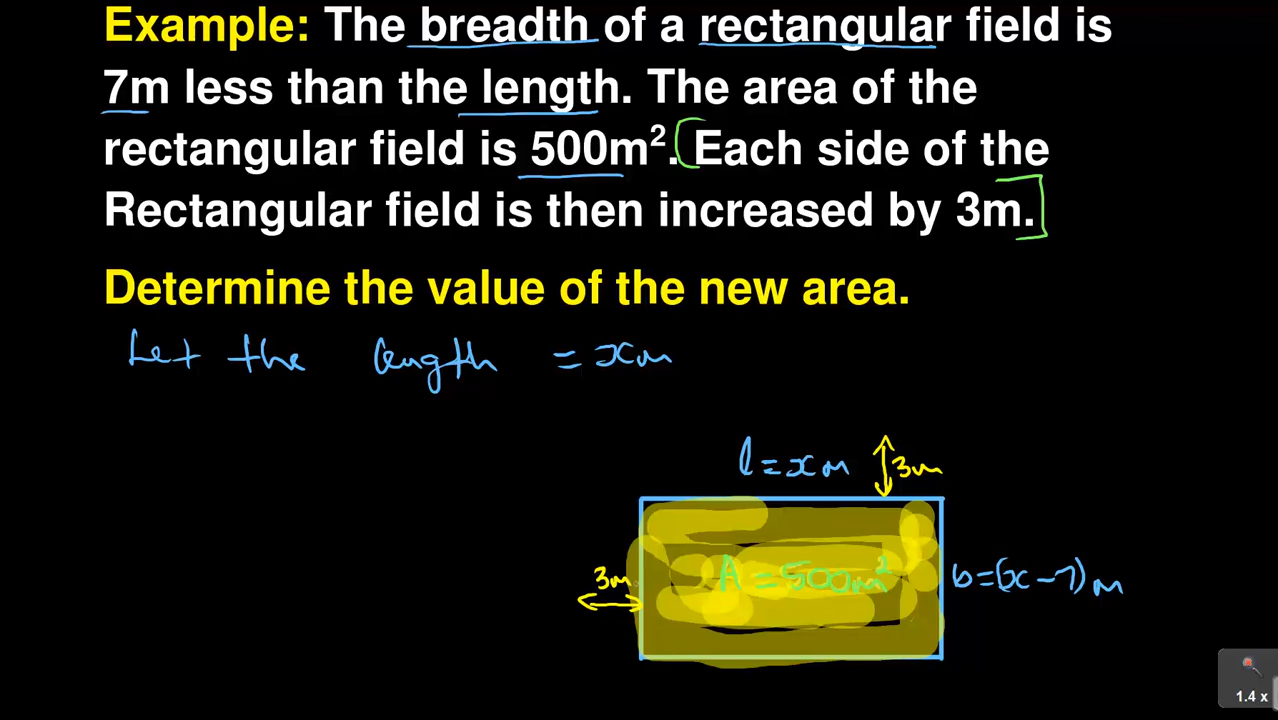 Example: The breadth of a rectangular field is
7m less than the length. The area of the
rectangular field is 500m². Each side of the
Rectangular field is then increased by 3m.
Determine the value of the new area.
Let the length = xm
l = xm 3m
3m A = 500m² b = (x - 7) m
1.4 x